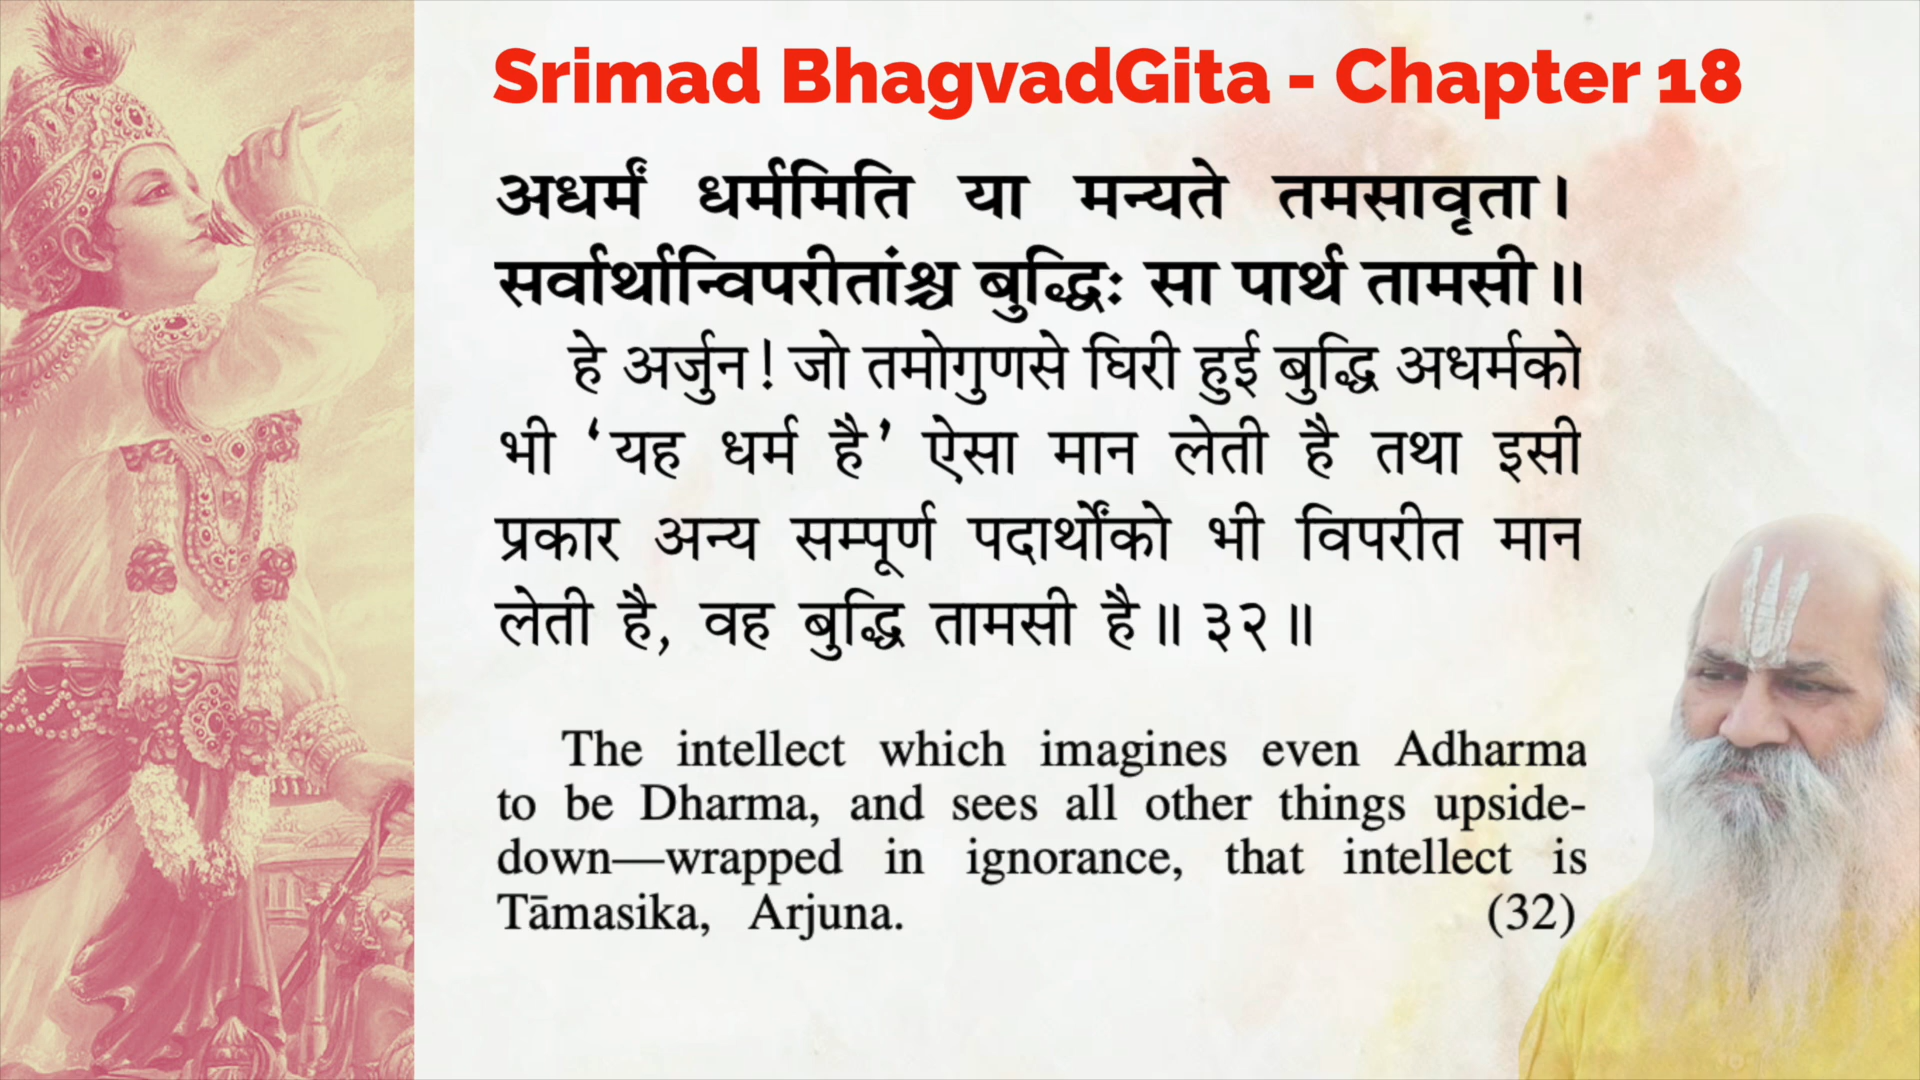 Srimad BhagvadGita - Chapter 18
अधर्मं धर्ममिति या मन्यते तमसावृता।
सर्वार्थान्विपरीतांश्च बुद्धिः सा पार्थ तामसी॥
हे अर्जुन! जो तमोगुणसे घिरी हुई बुद्धि अधर्मको
भी ‘यह धर्म है’ ऐसा मान लेती है तथा इसी
प्रकार अन्य सम्पूर्ण पदार्थोंको भी विपरीत मान
लेती है, वह बुद्धि तामसी है॥ ३२॥
The intellect which imagines even Adharma
to be Dharma, and sees all other things upside-
down—wrapped in ignorance, that intellect is
Tāmasika, Arjuna. (32)